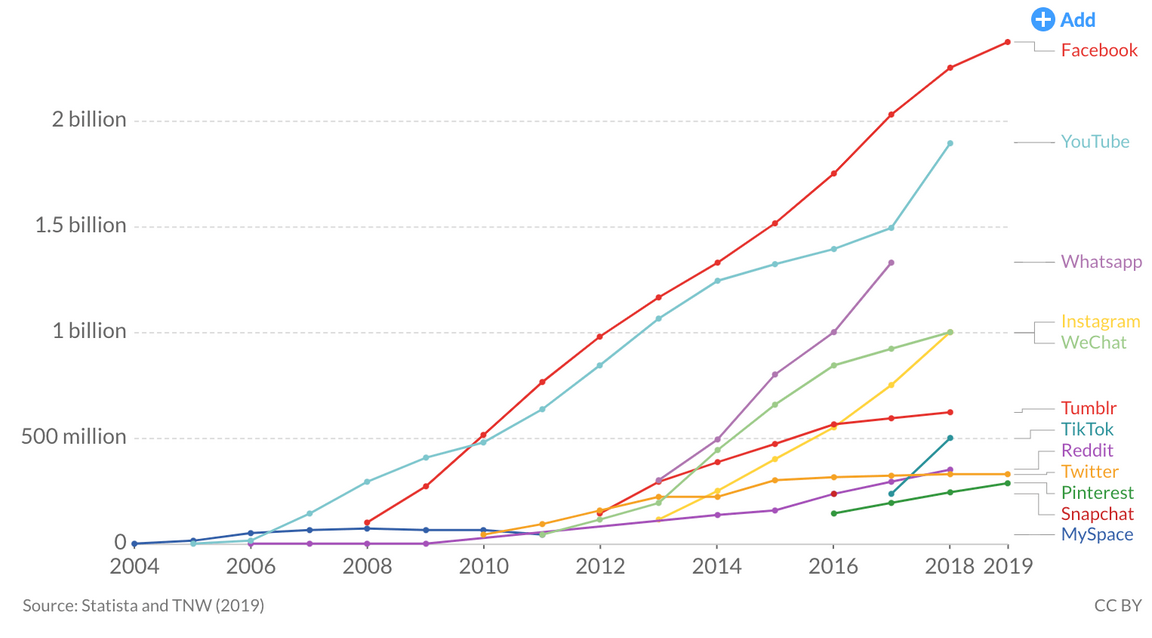 Add
Facebook
2 billion
YouTube
1.5 billion
Whatsapp
1 billion
Instagram
WeChat
Tumblr
500 million
TikTok
Reddit
Twitter
Pinterest
Snapchat
MySpace
0
2004 2006 2008 2010 2012 2014 2016 2018 2019
Source: Statista and TNW (2019) CC BY